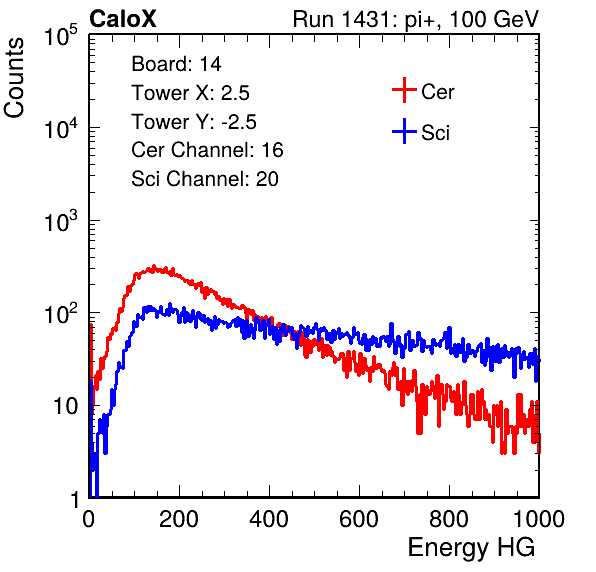 CaloX Run 1431: pi+, 100 GeV
Board: 14
Tower X: 2.5
Tower Y: -2.5
Cer Channel: 16
Sci Channel: 20
Cer
Sci
Counts
10^5
10^4
10^3
10^2
10
1
0 200 400 600 800 1000
Energy HG